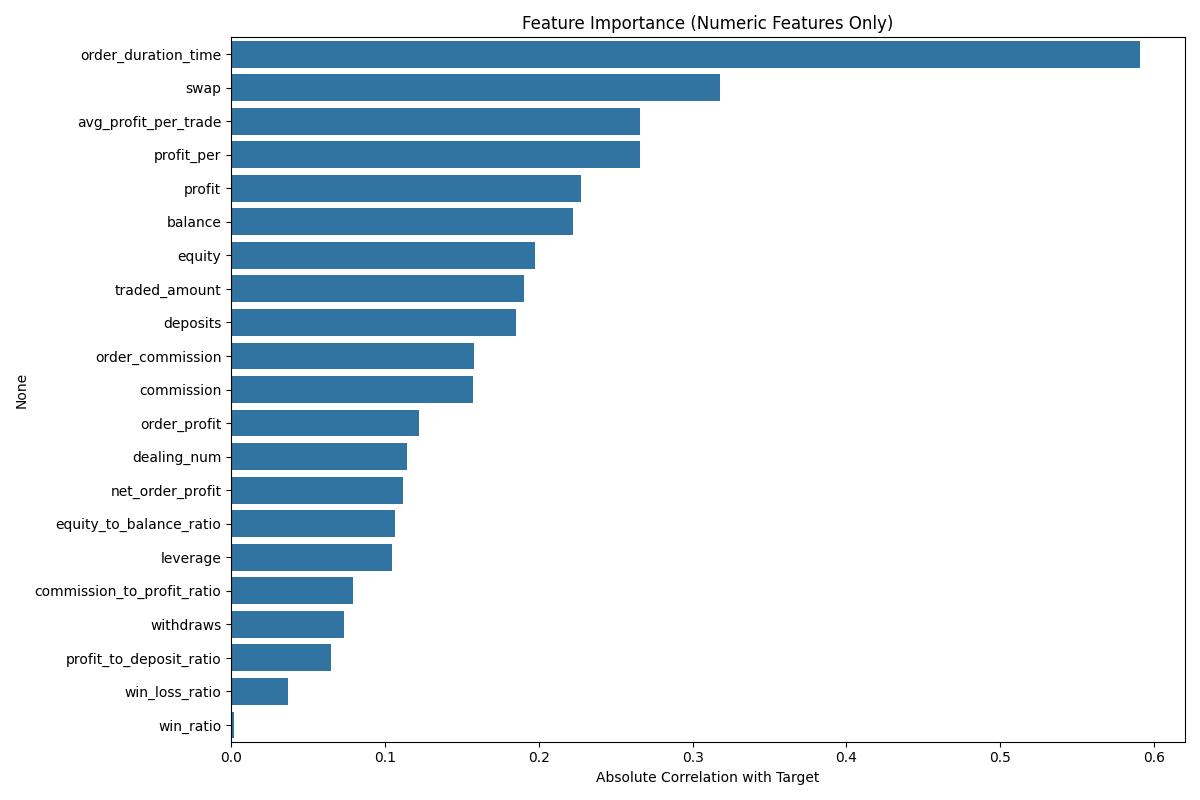 Feature Importance (Numeric Features Only)
order_duration_time
swap
avg_profit_per_trade
profit_per
profit
balance
equity
traded_amount
deposits
order_commission
commission
order_profit
dealing_num
net_order_profit
equity_to_balance_ratio
leverage
commission_to_profit_ratio
withdraws
profit_to_deposit_ratio
win_loss_ratio
win_ratio
None
0.0 0.1 0.2 0.3 0.4 0.5 0.6
Absolute Correlation with Target